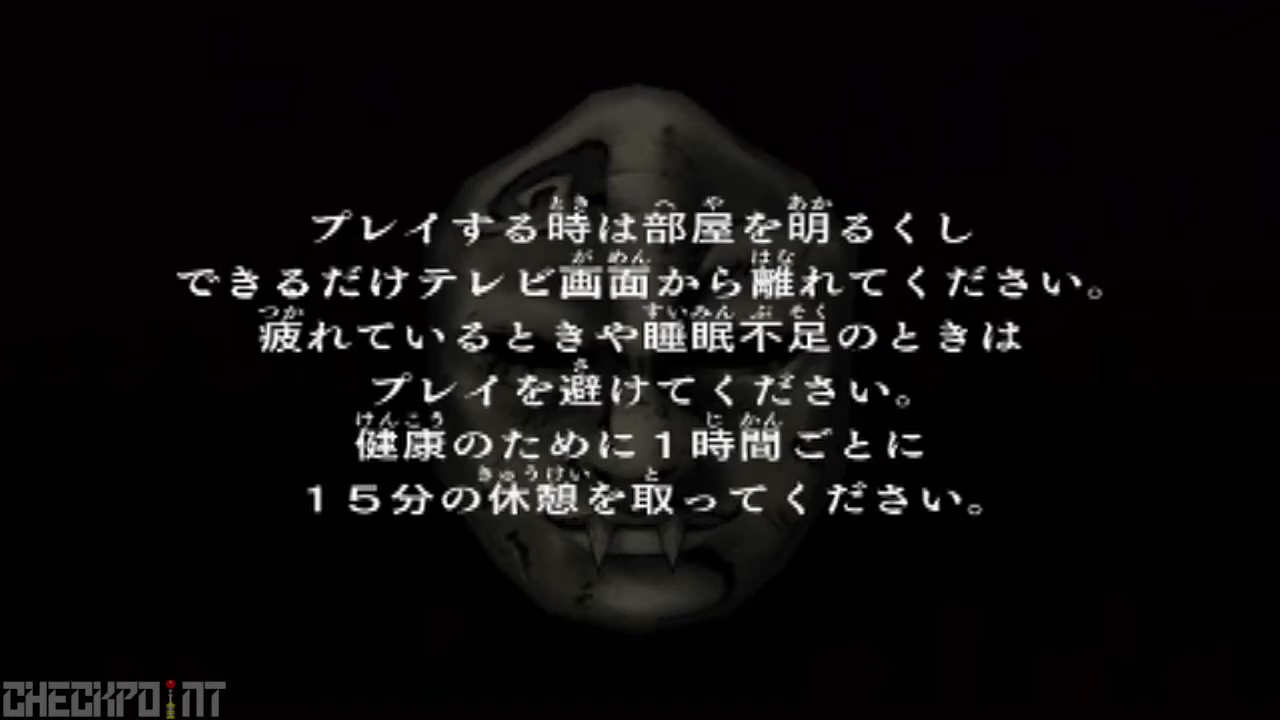 プレイする時は部屋を明るくし
できるだけテレビ画面から離れてください。
疲れているときや睡眠不足のときは
プレイを避けてください。
健康のために１時間ごとに
１５分の休憩を取ってください。
CHECKPOINT